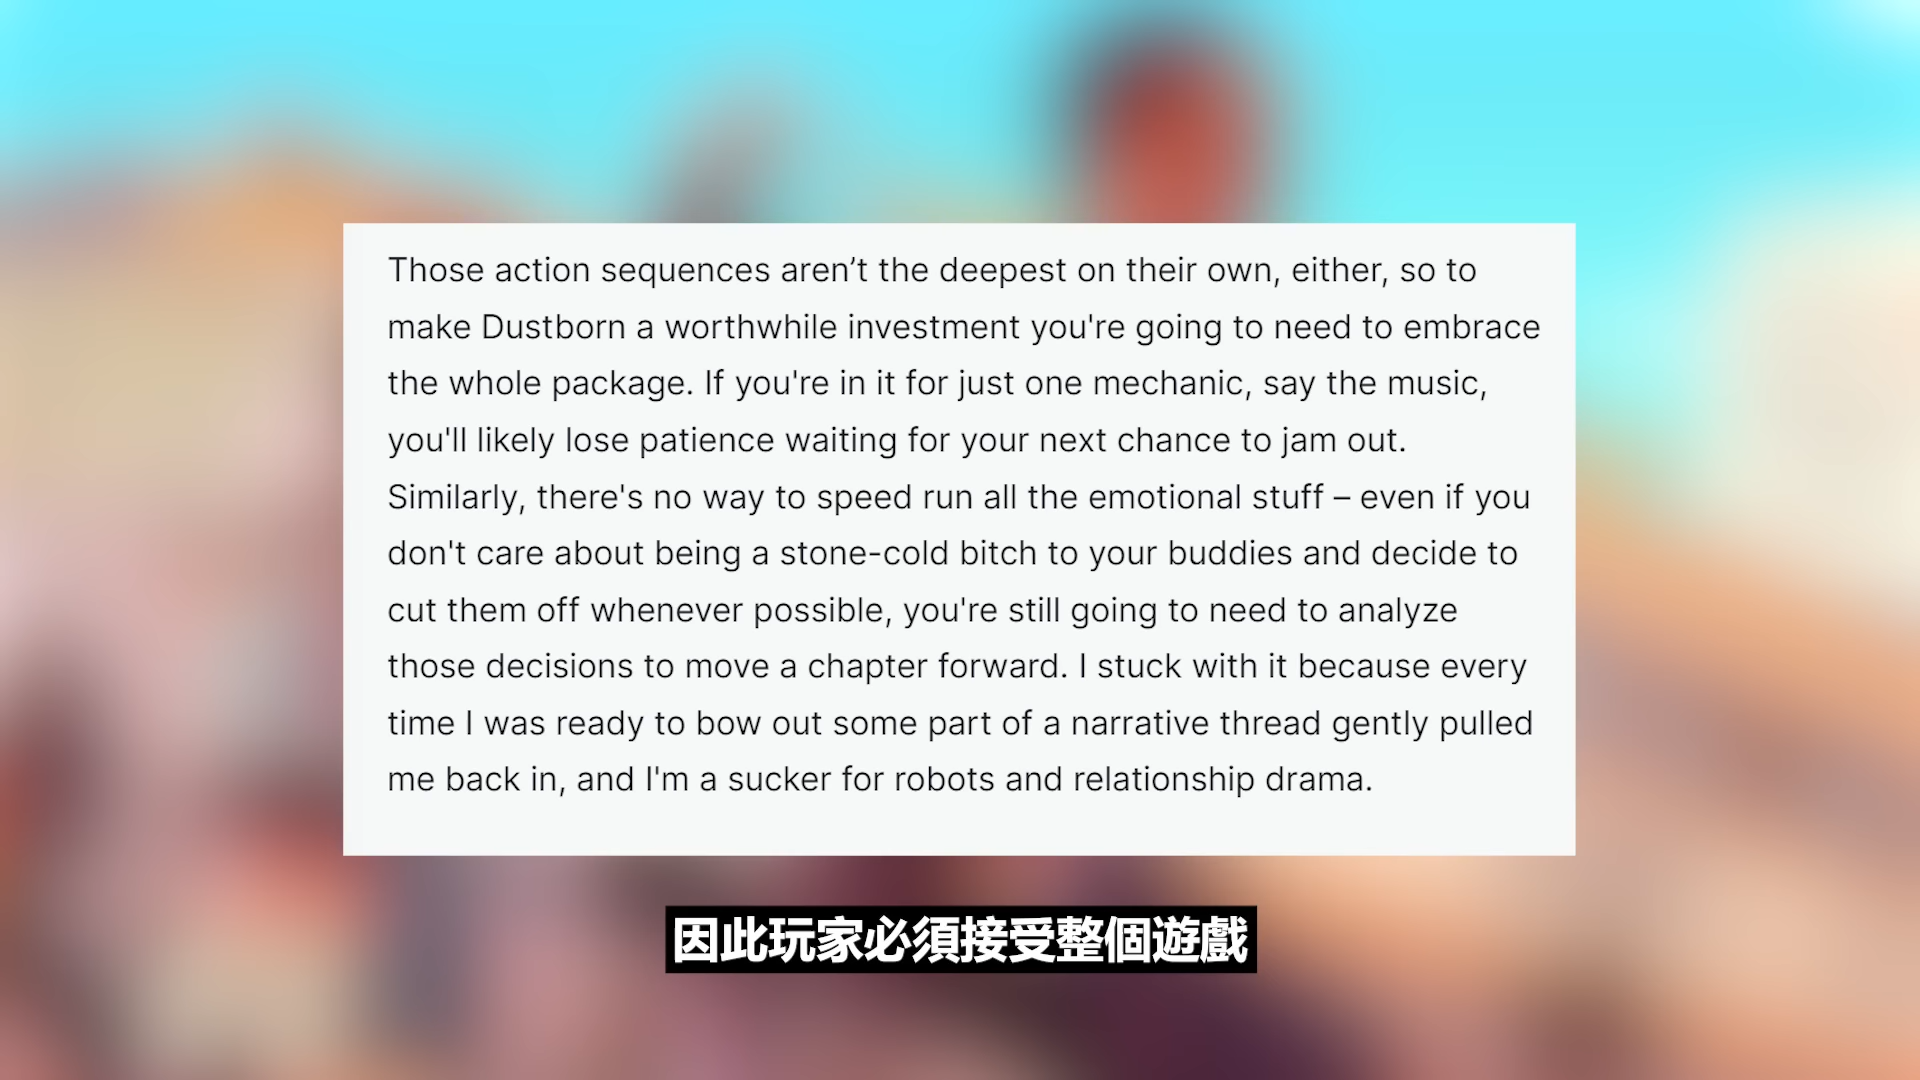 Those action sequences aren’t the deepest on their own, either, so to
make Dustborn a worthwhile investment you're going to need to embrace
the whole package. If you're in it for just one mechanic, say the music,
you'll likely lose patience waiting for your next chance to jam out.
Similarly, there's no way to speed run all the emotional stuff – even if you
don't care about being a stone-cold bitch to your buddies and decide to
cut them off whenever possible, you're still going to need to analyze
those decisions to move a chapter forward. I stuck with it because every
time I was ready to bow out some part of a narrative thread gently pulled
me back in, and I'm a sucker for robots and relationship drama.
因此玩家必須接受整個遊戲